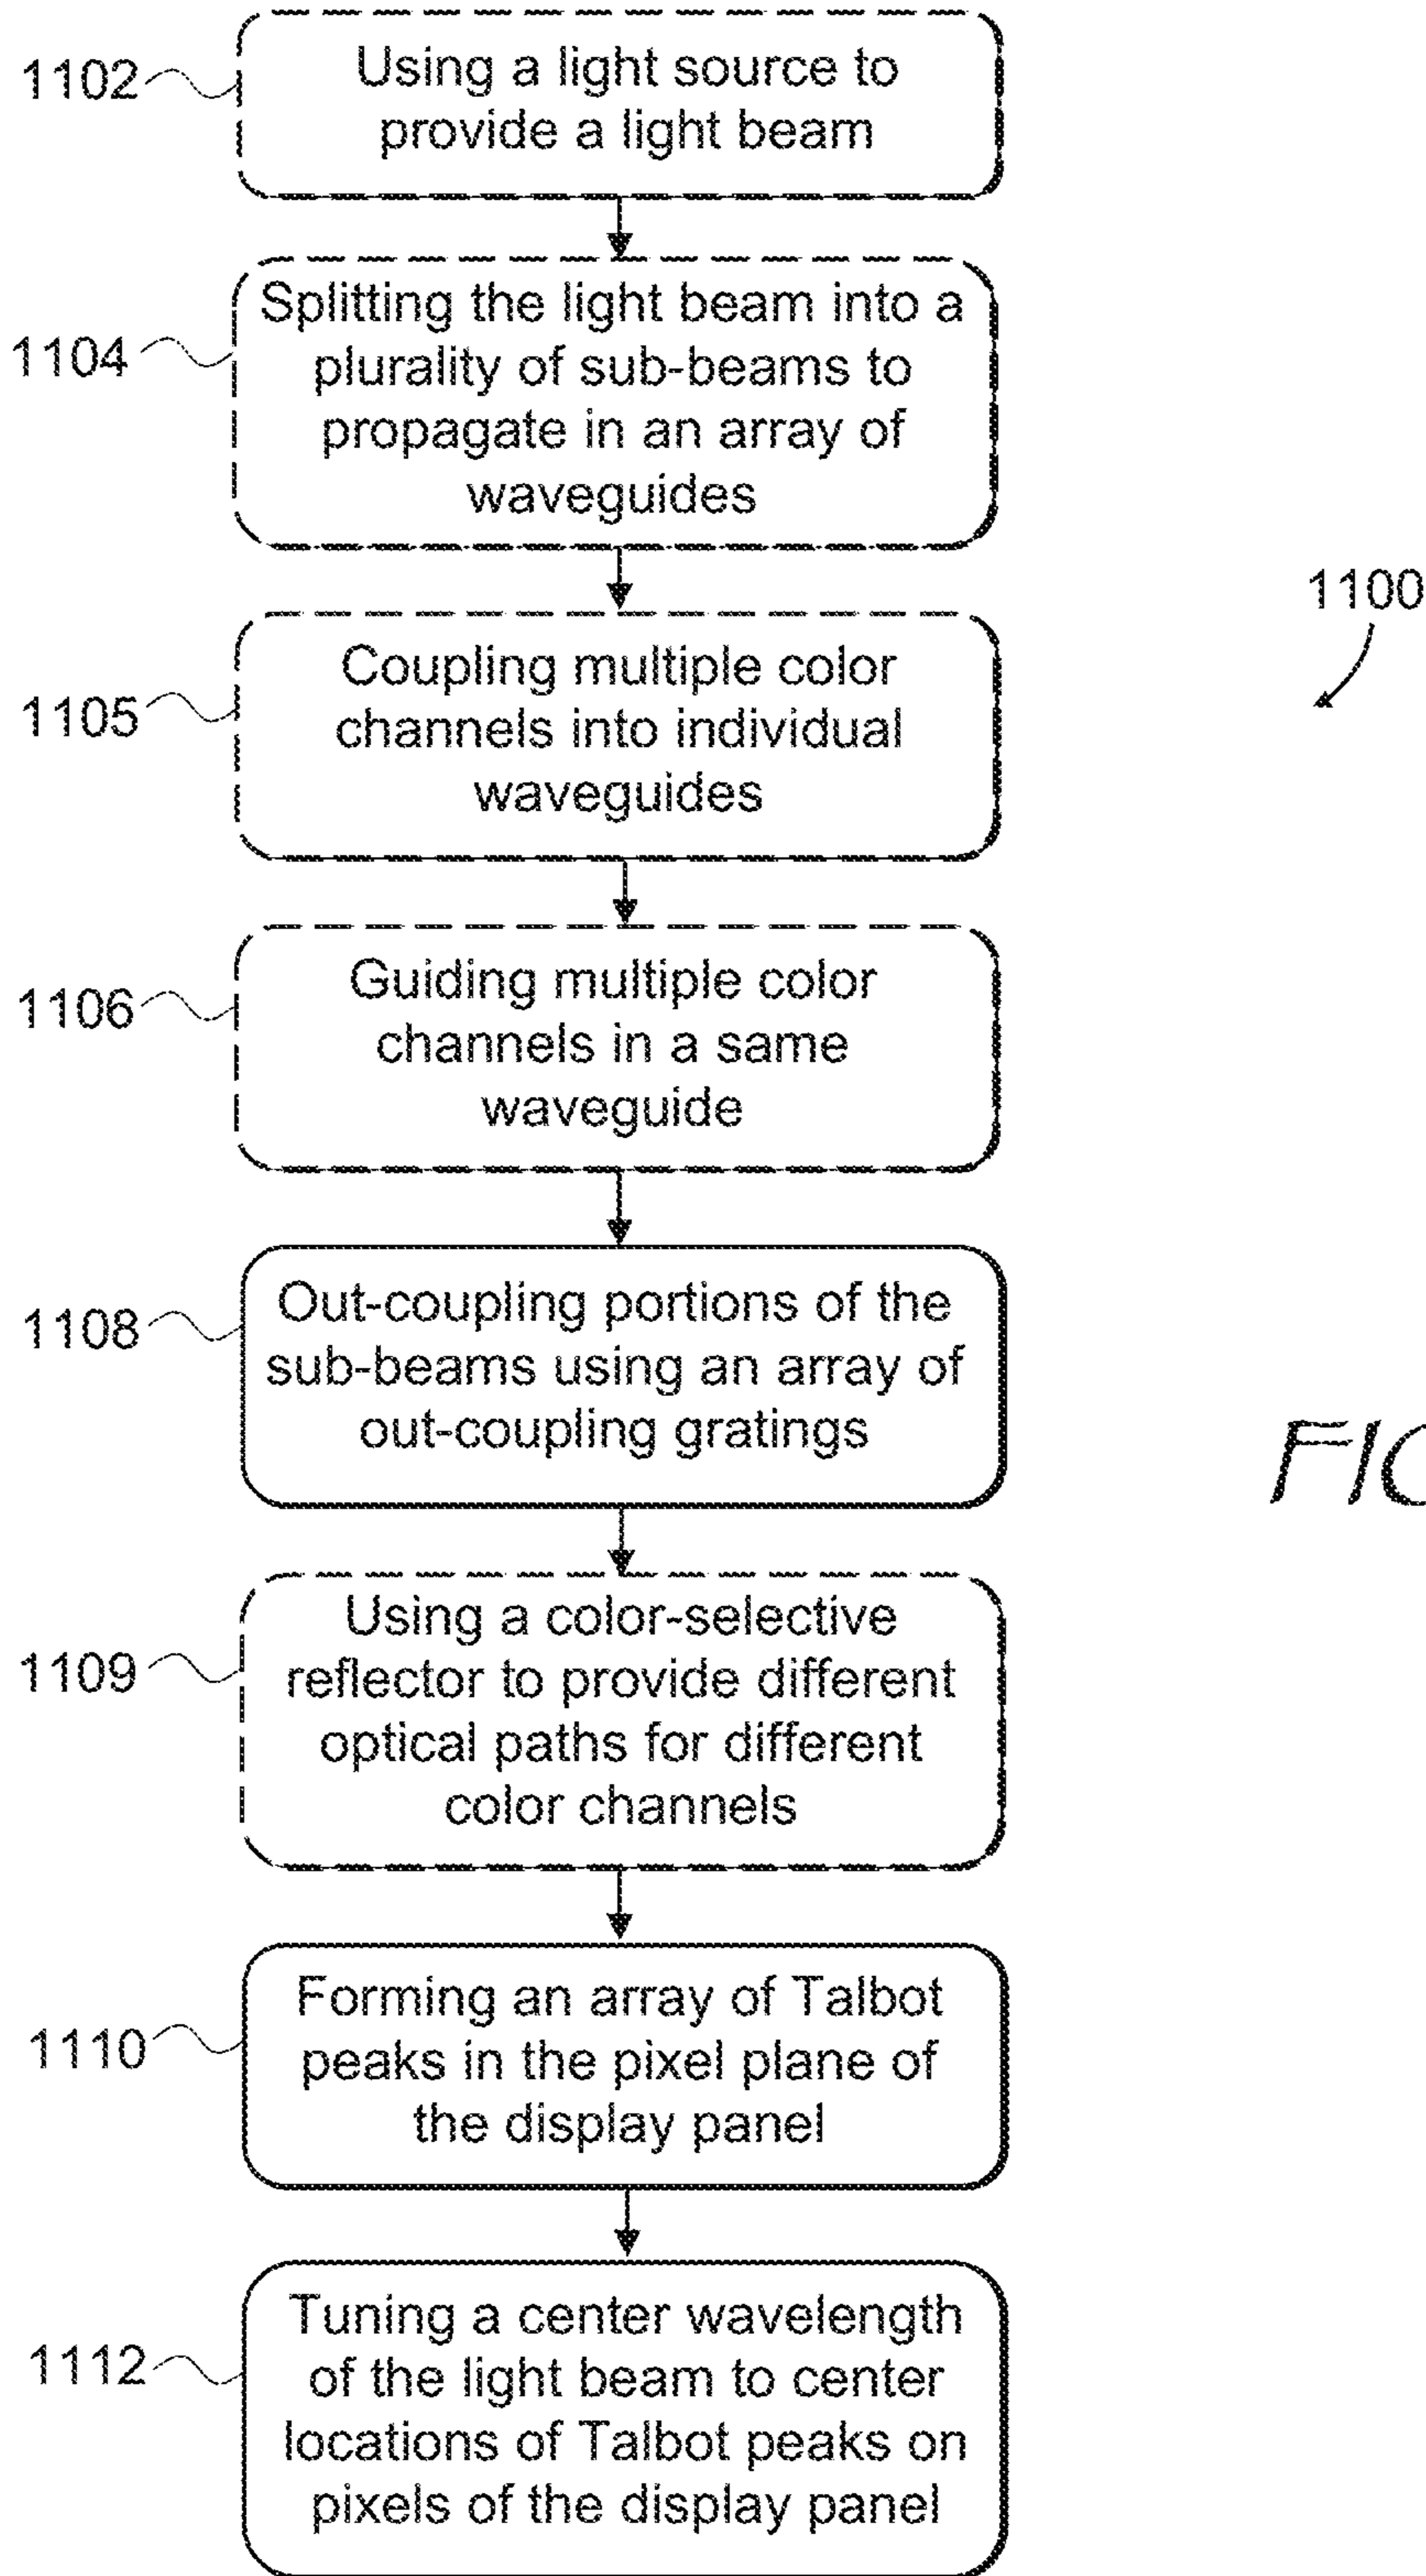 1102
Using a light source to
provide a light beam
1104
Splitting the light beam into a
plurality of sub-beams to
propagate in an array of
waveguides
1100
1105
Coupling multiple color
channels into individual
waveguides
1106
Guiding multiple color
channels in a same
waveguide
1108
Out-coupling portions of the
sub-beams using an array of
out-coupling gratings
1109
Using a color-selective
reflector to provide different
optical paths for different
color channels
1110
Forming an array of Talbot
peaks in the pixel plane of
the display panel
1112
Tuning a center wavelength
of the light beam to center
locations of Talbot peaks on
pixels of the display panel